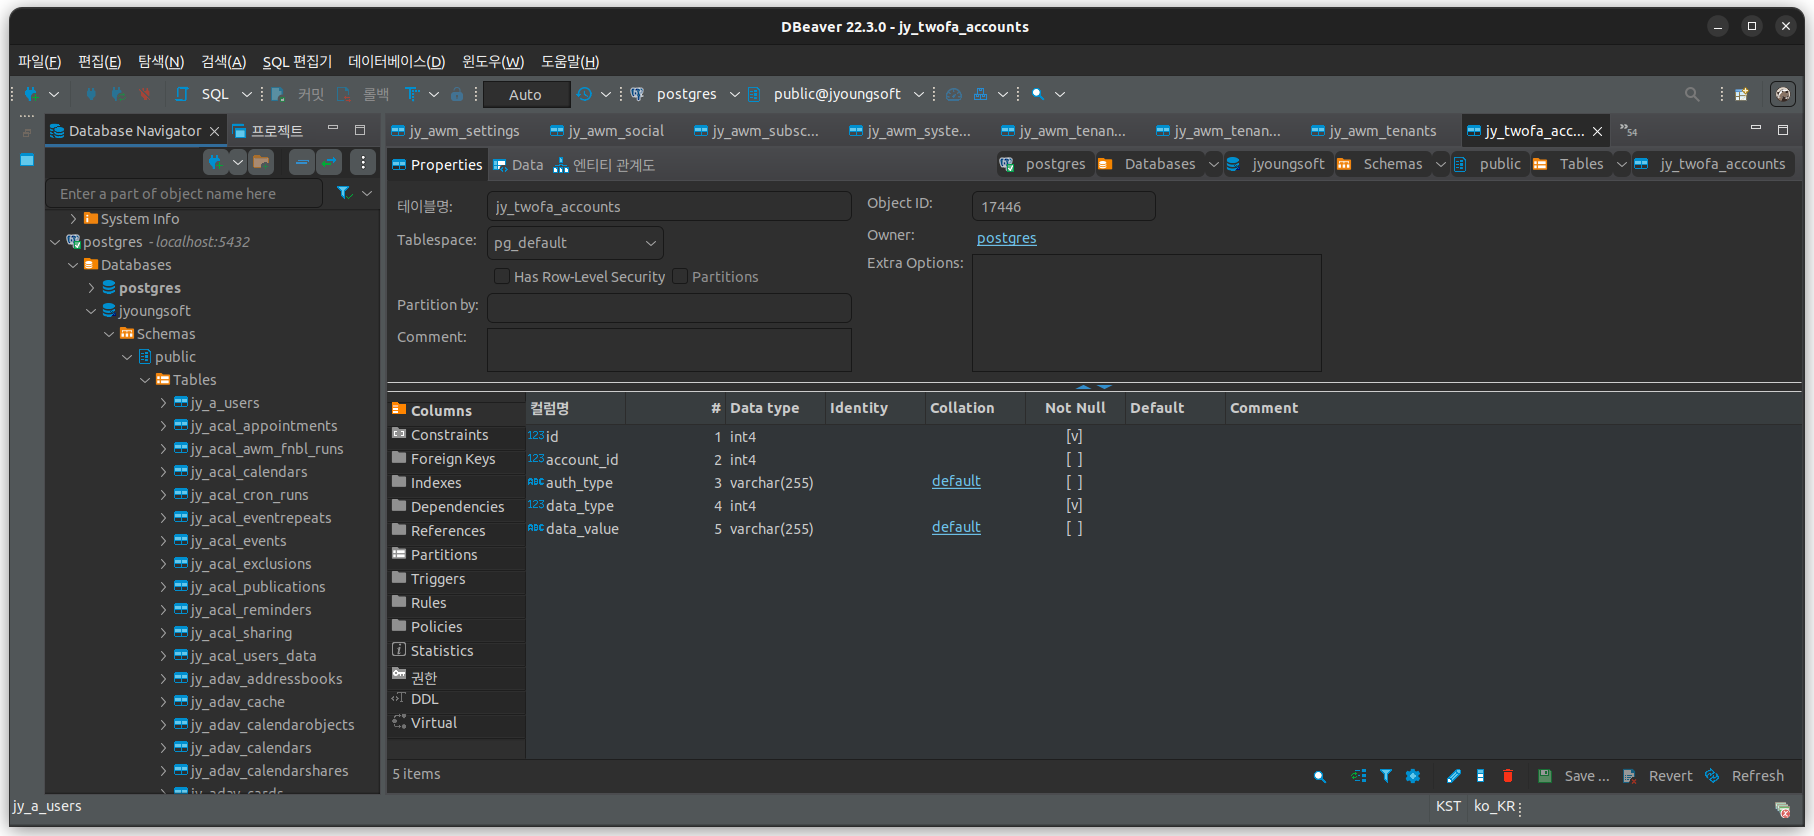 DBeaver 22.3.0 - jy_twofa_accounts
파일(F) 편집(E) 탐색(N) 검색(A) SQL 편집기 데이터베이스(D) 윈도우(W) 도움말(H)
SQL 커밋 롤백 Auto postgres public@jyoungsoft
Database Navigator 프로젝트
Enter a part of object name here
System Info
postgres - localhost:5432
Databases
postgres
jyoungsoft
Schemas
public
Tables
jy_a_users
jy_acal_appointments
jy_acal_awm_fnbl_runs
jy_acal_calendars
jy_acal_cron_runs
jy_acal_eventrepeats
jy_acal_events
jy_acal_exclusions
jy_acal_publications
jy_acal_reminders
jy_acal_sharing
jy_acal_users_data
jy_adav_addressbooks
jy_adav_cache
jy_adav_calendarobjects
jy_adav_calendars
jy_adav_calendarshares
jy_adav_cards
jy_awm_settings jy_awm_social jy_awm_subsc... jy_awm_syste... jy_awm_tenan... jy_awm_tenan... jy_awm_tenants jy_twofa_acc... »54
Properties Data 엔티티 관계도 postgres Databases jyoungsoft Schemas public Tables jy_twofa_accounts
테이블명: jy_twofa_accounts
Tablespace: pg_default
Has Row-Level Security Partitions
Partition by:
Comment:
Object ID: 17446
Owner: postgres
Extra Options:
Columns
Constraints
Foreign Keys
Indexes
Dependencies
References
Partitions
Triggers
Rules
Policies
Statistics
권한
DDL
Virtual
컬럼명 # Data type Identity Collation Not Null Default Comment
123 id 1 int4 [v]
123 account_id 2 int4 [ ]
ABC auth_type 3 varchar(255) default [ ]
123 data_type 4 int4 [v]
ABC data_value 5 varchar(255) default [ ]
5 items Save ... Revert Refresh
jy_a_users KST ko_KR